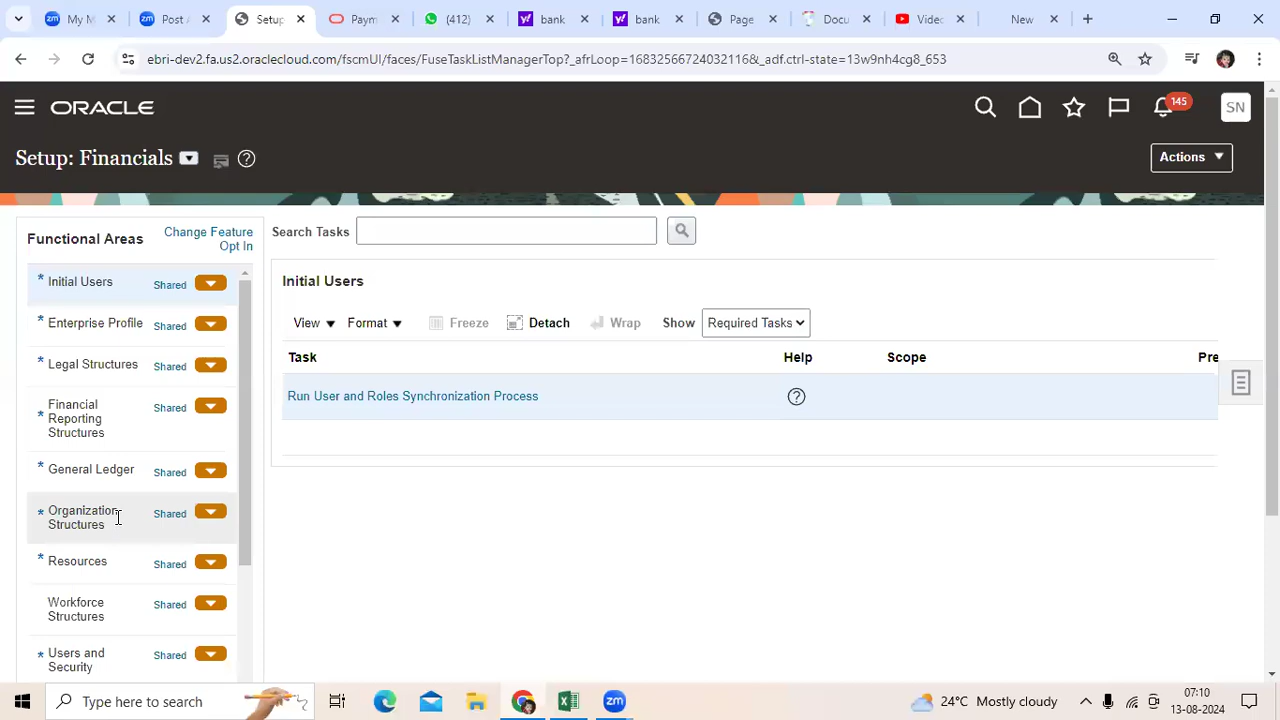 My M
Post A
Setup:
Paym
(412)
bank
bank
Page
Docu
Video
New
ebri-dev2.fa.us2.oraclecloud.com/fscmUI/faces/FuseTaskListManagerTop?_afrLoop=1683256672403211​6&_adf.ctrl-state=13w9nh4cg8_653
ORACLE
145
SN
Setup: Financials
Actions
Functional Areas
Change Feature
Opt In
Search Tasks
* Initial Users Shared
* Enterprise Profile Shared
* Legal Structures Shared
* Financial
Reporting
Structures Shared
* General Ledger Shared
* Organization
Structures Shared
* Resources Shared
Workforce
Structures Shared
* Users and
Security Shared
Initial Users
View Format Freeze Detach Wrap Show Required Tasks
Task Help Scope Pre
Run User and Roles Synchronization Process
Type here to search
zm
24°C Mostly cloudy
07:10
13-08-2024